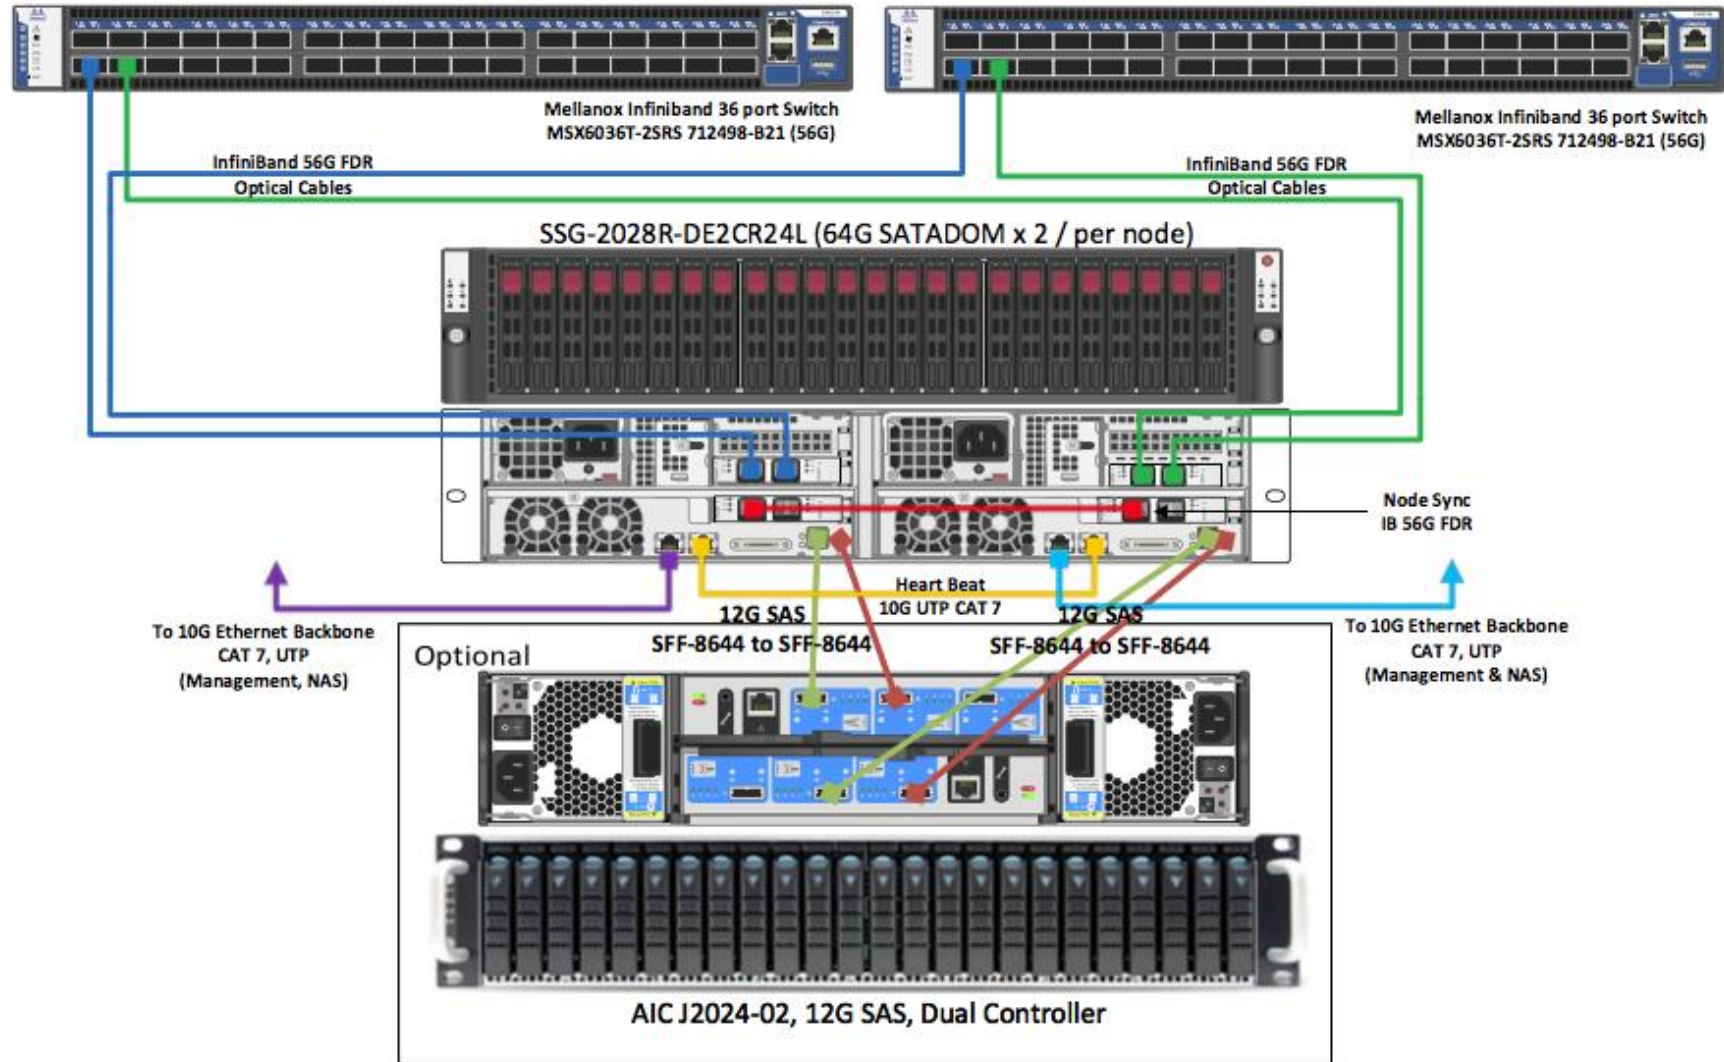 Mellanox Infiniband 36 port Switch
MSX6036T-2SRS 712498-B21 (56G)
Mellanox Infiniband 36 port Switch
MSX6036T-2SRS 712498-B21 (56G)
InfiniBand 56G FDR
Optical Cables
InfiniBand 56G FDR
Optical Cables
SSG-2028R-DE2CR24L (64G SATADOM x 2 / per node)
Node Sync
IB 56G FDR
Heart Beat
10G UTP CAT 7
12G SAS
SFF-8644 to SFF-8644
12G SAS
SFF-8644 to SFF-8644
To 10G Ethernet Backbone
CAT 7, UTP
(Management, NAS)
To 10G Ethernet Backbone
CAT 7, UTP
(Management & NAS)
Optional
AIC J2024-02, 12G SAS, Dual Controller